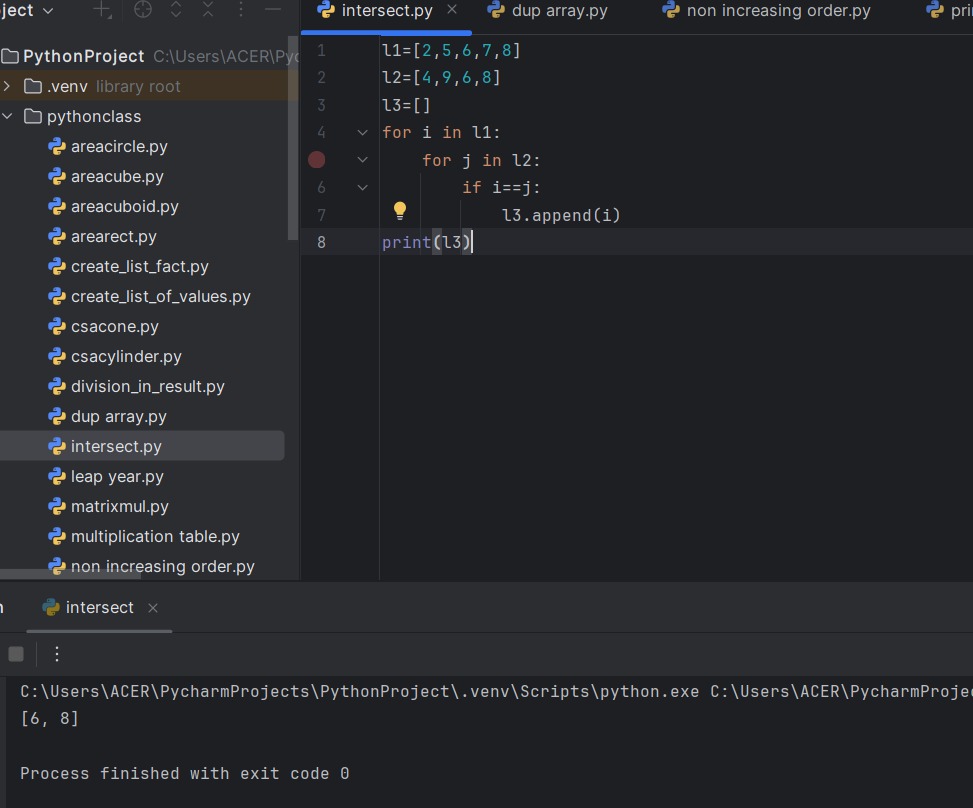 ject
PythonProject C:\Users\ACER\Pyc
.venv library root
pythonclass
areacircle.py
areacube.py
areacuboid.py
arearect.py
create_list_fact.py
create_list_of_values.py
csacone.py
csacylinder.py
division_in_result.py
dup array.py
intersect.py
leap year.py
matrixmul.py
multiplication table.py
non increasing order.py
intersect.py dup array.py non increasing order.py pri
1 l1=[2,5,6,7,8]
2 l2=[4,9,6,8]
3 l3=[]
4 for i in l1:
for j in l2:
6 if i==j:
7 l3.append(i)
8 print(l3)
intersect
C:\Users\ACER\PycharmProjects\PythonProject\.venv\Scripts\python.exe C:\Users\ACER\PycharmProjec
[6, 8]
Process finished with exit code 0